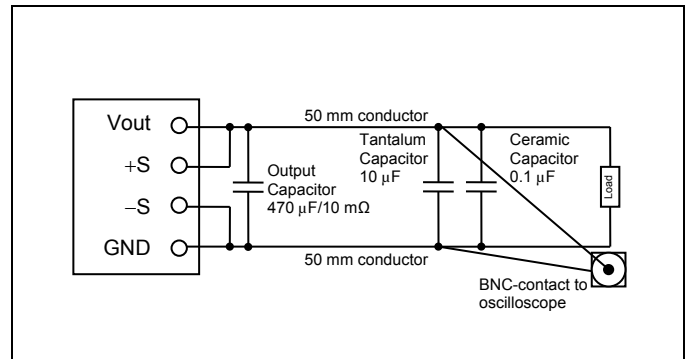 Vout
+S
−S
GND
50 mm conductor
Output
Capacitor
470 µF/10 mΩ
Tantalum
Capacitor
10 µF
Ceramic
Capacitor
0.1 µF
Load
50 mm conductor
BNC-contact to
oscilloscope